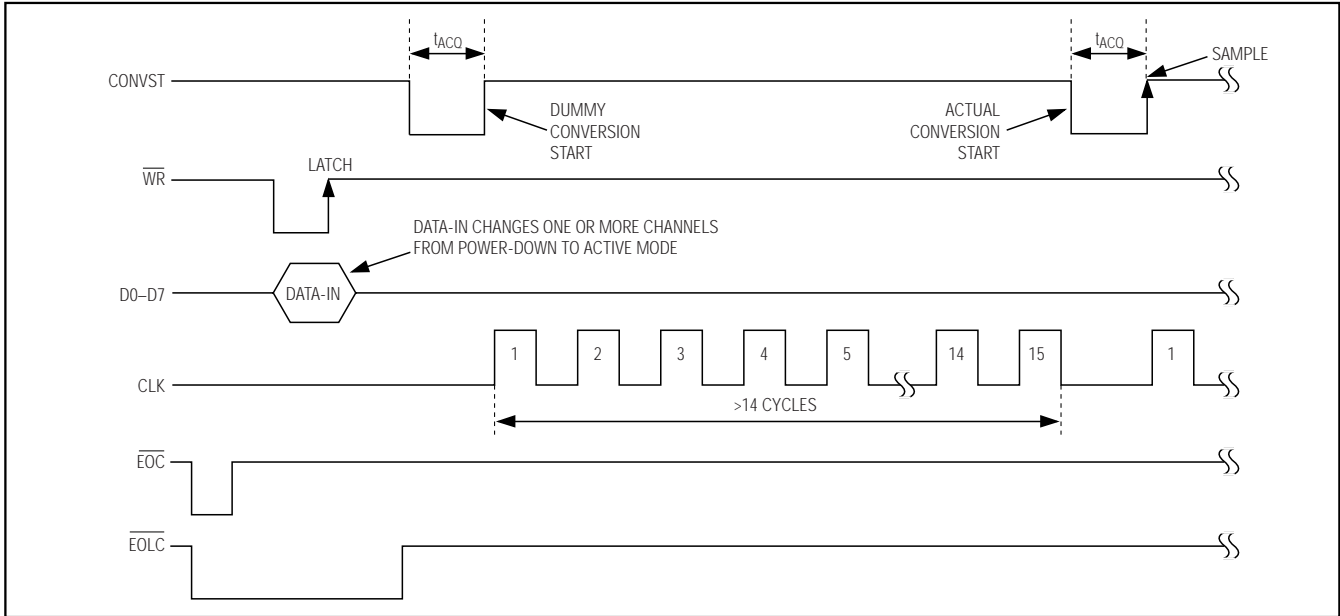 tACQ
tACQ
SAMPLE
CONVST
DUMMY
CONVERSION
START
ACTUAL
CONVERSION
START
LATCH
WR
DATA-IN CHANGES ONE OR MORE CHANNELS
FROM POWER-DOWN TO ACTIVE MODE
D0–D7
DATA-IN
1 2 3 4 5 14 15 1
CLK
>14 CYCLES
EOC
EOLC